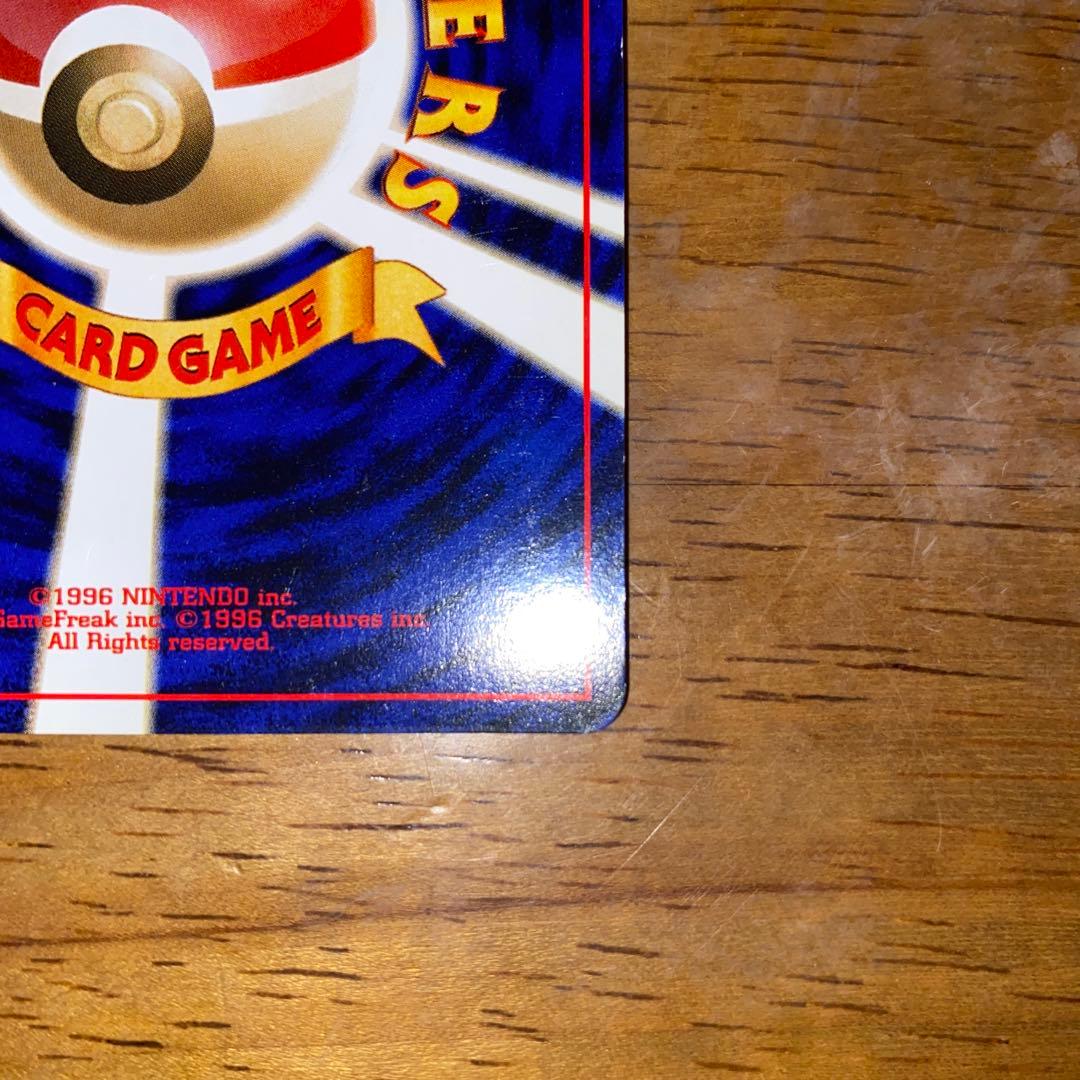 ERS
CARD GAME
©1996 NINTENDO inc.
GameFreak inc. ©1996 Creatures inc.
All Rights reserved.